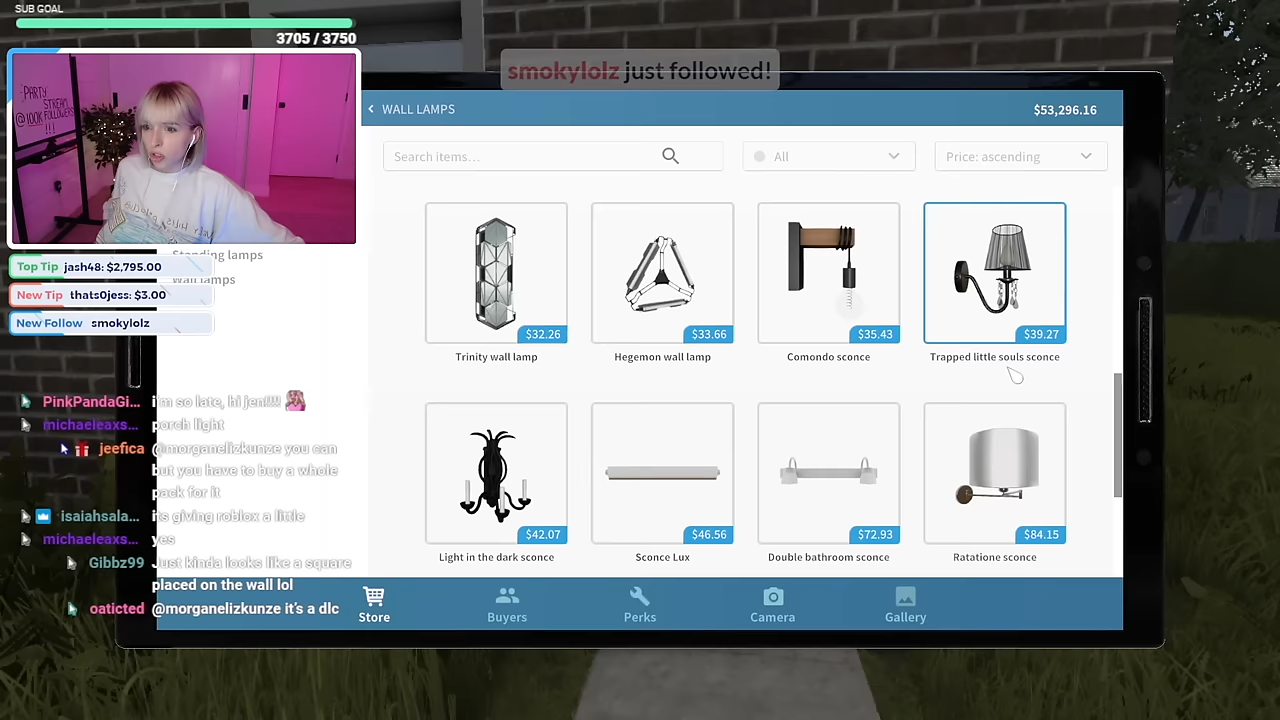 SUB GOAL
3705 / 3750
smokylolz just followed!
PARTY
STREAM
@100K FOLLOWERS
!!!
WALL LAMPS
$53,296.16
Search items...
All
Price: ascending
Standing lamps
Wall lamps
Top Tip jash48: $2,795.00
New Tip thats0jess: $3.00
New Follow smokylolz
$32.26
$33.66
$35.43
$39.27
Trinity wall lamp
Hegemon wall lamp
Comondo sconce
Trapped little souls sconce
PinkPandaGi... i'm so late, hi jen!!!!
michaeleaxs... porch light
jeefica @morganelizkunze you can
but you have to buy a whole
pack for it
isaiahsala... its giving roblox a little
michaeleaxs... yes
Gibbz99 Just kinda looks like a square
placed on the wall lol
oaticted @morganelizkunze it's a dlc
$42.07
$46.56
$72.93
$84.15
Light in the dark sconce
Sconce Lux
Double bathroom sconce
Ratatione sconce
Store
Buyers
Perks
Camera
Gallery